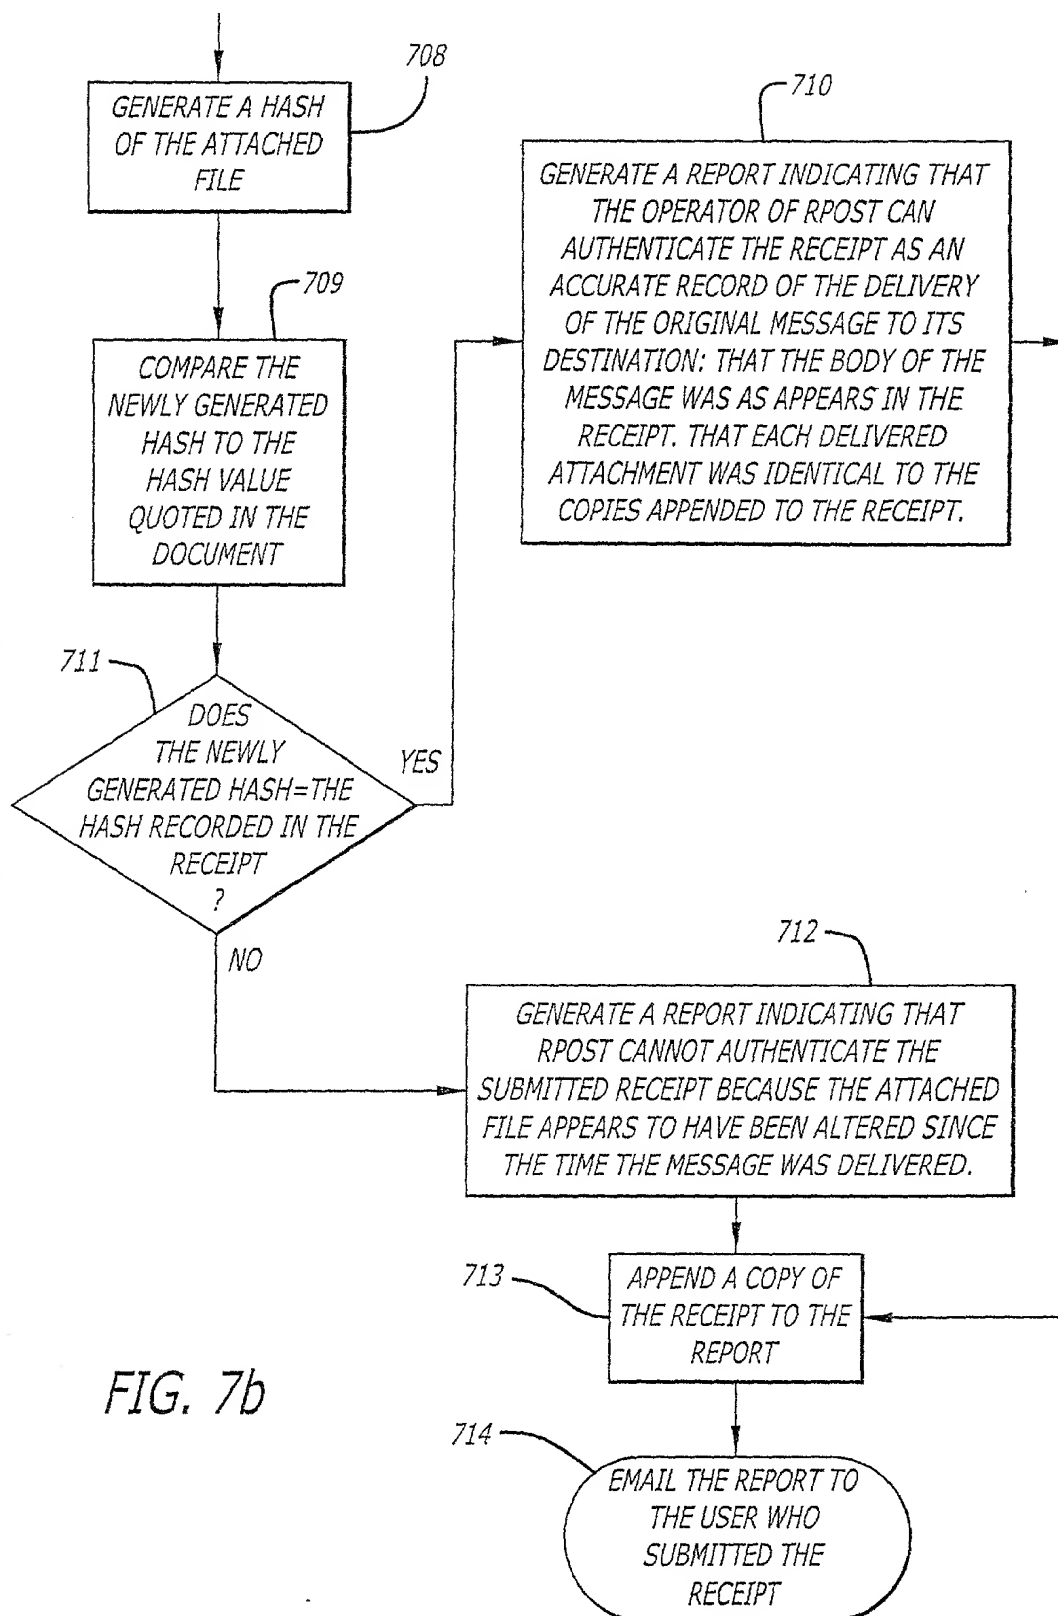 708
GENERATE A HASH
OF THE ATTACHED
FILE
709
COMPARE THE
NEWLY GENERATED
HASH TO THE
HASH VALUE
QUOTED IN THE
DOCUMENT
710
GENERATE A REPORT INDICATING THAT
THE OPERATOR OF RPOST CAN
AUTHENTICATE THE RECEIPT AS AN
ACCURATE RECORD OF THE DELIVERY
OF THE ORIGINAL MESSAGE TO ITS
DESTINATION: THAT THE BODY OF THE
MESSAGE WAS AS APPEARS IN THE
RECEIPT. THAT EACH DELIVERED
ATTACHMENT WAS IDENTICAL TO THE
COPIES APPENDED TO THE RECEIPT.
711
DOES
THE NEWLY
GENERATED HASH=THE
HASH RECORDED IN THE
RECEIPT
?
YES
NO
712
GENERATE A REPORT INDICATING THAT
RPOST CANNOT AUTHENTICATE THE
SUBMITTED RECEIPT BECAUSE THE ATTACHED
FILE APPEARS TO HAVE BEEN ALTERED SINCE
THE TIME THE MESSAGE WAS DELIVERED.
713
APPEND A COPY OF
THE RECEIPT TO THE
REPORT
714
EMAIL THE REPORT TO
THE USER WHO
SUBMITTED THE
RECEIPT
FIG. 7b